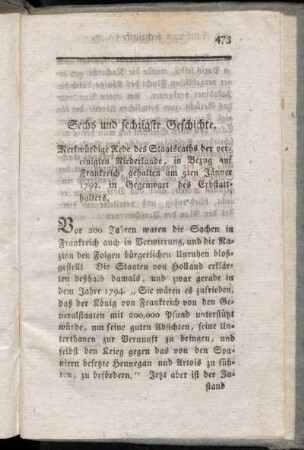 473
Sechs und sechzigste Geschichte.
Merkwürdige Rede des Staatsraths der ver-
einigten Niederlande, in Bezug auf
Frankreich, gehalten am 3ten Jänner
1792. in Gegenwart des Erbstatt-
halters.
Vor 200 Jahren waren die Sachen in
Frankreich auch in Verwirrung, und die Na-
zion den Folgen bürgerlichen Unruhen bloß-
gestellt. Die Staaten von Holland erklär-
ten deßhalb damals, und zwar gerade in
dem Jahre 1794. „Sie wären es zufrieden,
daß der König von Frankreich von den Ge-
neralstaaten mit 200,000 Pfund unterstützt
würde, um seine guten Absichten, seine Un-
terthanen zur Vernunft zu bringen, und
selbst den Krieg gegen das von den Spa-
niern besetzte Hennegau und Artois zu füh-
ren, zu befördern." Jetzt aber ist der Zu-
stand